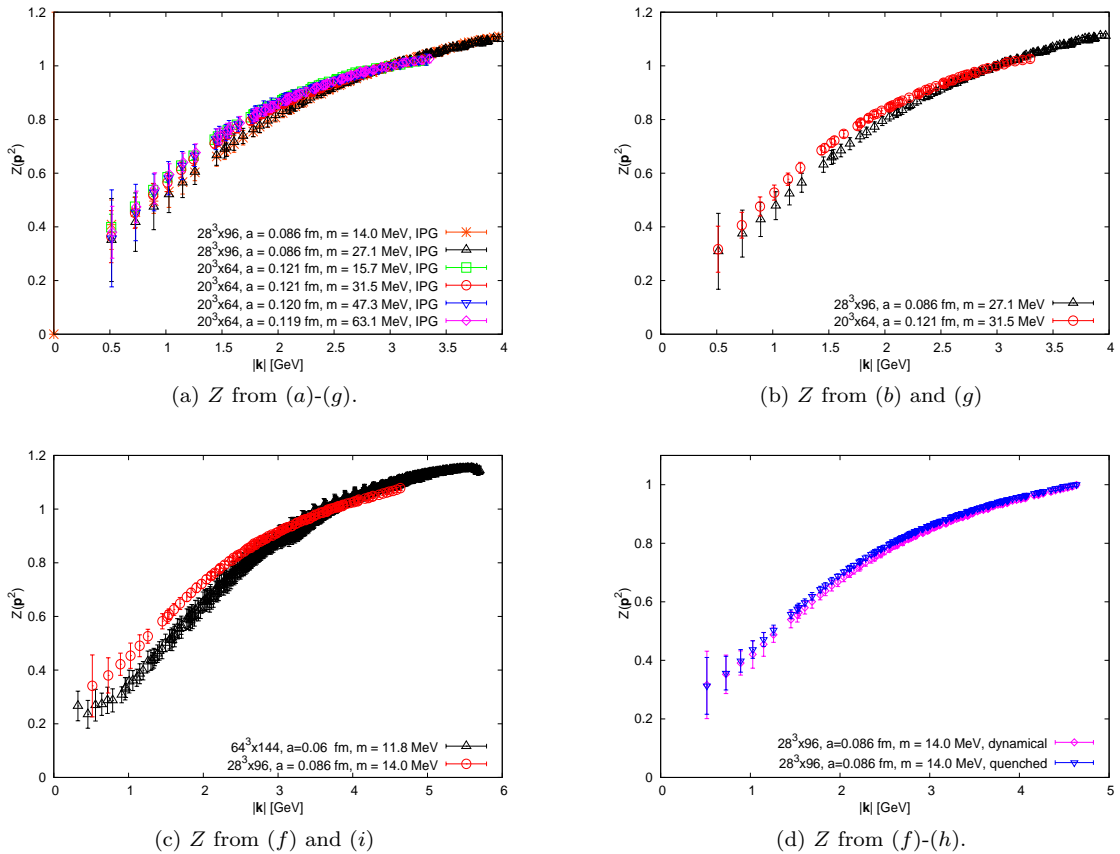 1.2
1
0.8
0.6
0.4
0.2
0
Z(p²)
28³x96, a = 0.086 fm, m = 14.0 MeV, IPG
28³x96, a = 0.086 fm, m = 27.1 MeV, IPG
20³x64, a = 0.121 fm, m = 15.7 MeV, IPG
20³x64, a = 0.121 fm, m = 31.5 MeV, IPG
20³x64, a = 0.120 fm, m = 47.3 MeV, IPG
20³x64, a = 0.119 fm, m = 63.1 MeV, IPG
0 0.5 1 1.5 2 2.5 3 3.5 4
|k| [GeV]
(a) Z from (a)-(g).
1.2
1
0.8
0.6
0.4
0.2
0
Z(p²)
28³x96, a = 0.086 fm, m = 27.1 MeV
20³x64, a = 0.121 fm, m = 31.5 MeV
0 0.5 1 1.5 2 2.5 3 3.5 4
|k| [GeV]
(b) Z from (b) and (g)
1.2
1
0.8
0.6
0.4
0.2
0
Z(p²)
64³x144, a=0.06 fm, m = 11.8 MeV
28³x96, a = 0.086 fm, m = 14.0 MeV
0 1 2 3 4 5 6
|k| [GeV]
(c) Z from (f) and (i)
1.2
1
0.8
0.6
0.4
0.2
0
Z(p²)
28³x96, a=0.086 fm, m = 14.0 MeV, dynamical
28³x96, a=0.086 fm, m = 14.0 MeV, quenched
0 1 2 3 4 5
|k| [GeV]
(d) Z from (f)-(h).